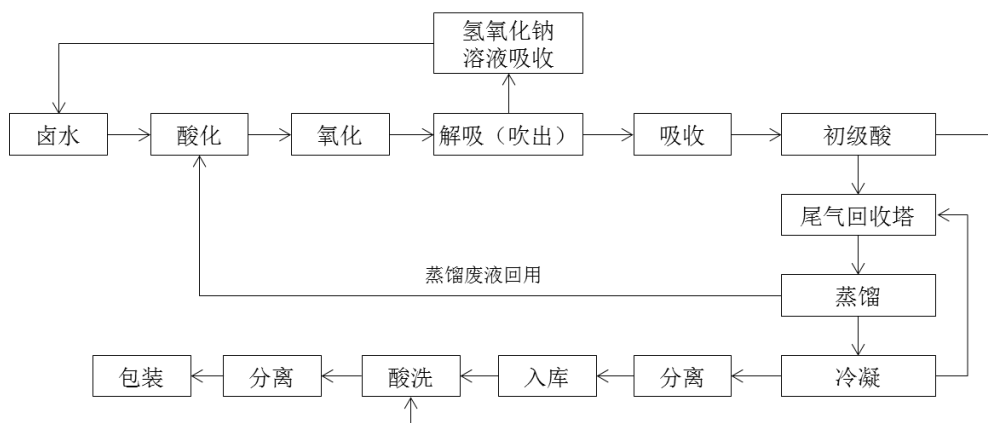 氢氧化钠
溶液吸收
卤水
酸化
氧化
解吸（吹出）
吸收
初级酸
尾气回收塔
蒸馏废液回用
蒸馏
包装
分离
酸洗
入库
分离
冷凝